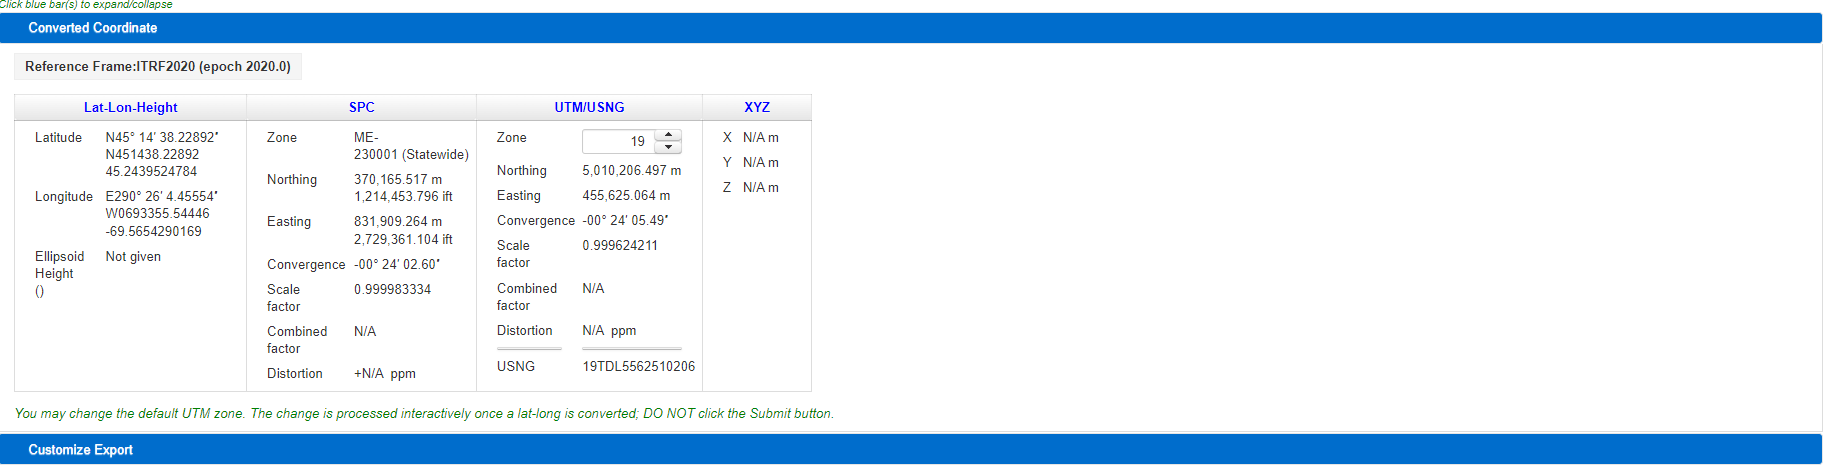 Click blue bar(s) to expand/collapse
Converted Coordinate
Reference Frame:ITRF2020 (epoch 2020.0)
Lat-Lon-Height
Latitude N45° 14' 38.22892"
N451438.22892
45.2439524784
Longitude E290° 26' 4.45554"
W0693355.54446
-69.5654290169
Ellipsoid Not given
Height
()
SPC
Zone ME-
230001 (Statewide)
Northing 370,165.517 m
1,214,453.796 ift
Easting 831,909.264 m
2,729,361.104 ift
Convergence -00° 24' 02.60"
Scale 0.999983334
factor
Combined N/A
factor
Distortion +N/A ppm
UTM/USNG
Zone 19
Northing 5,010,206.497 m
Easting 455,625.064 m
Convergence -00° 24' 05.49"
Scale 0.999624211
factor
Combined N/A
factor
Distortion N/A ppm
USNG 19TDL5562510206
XYZ
X N/A m
Y N/A m
Z N/A m
You may change the default UTM zone. The change is processed interactively once a lat-long is converted; DO NOT click the Submit button.
Customize Export